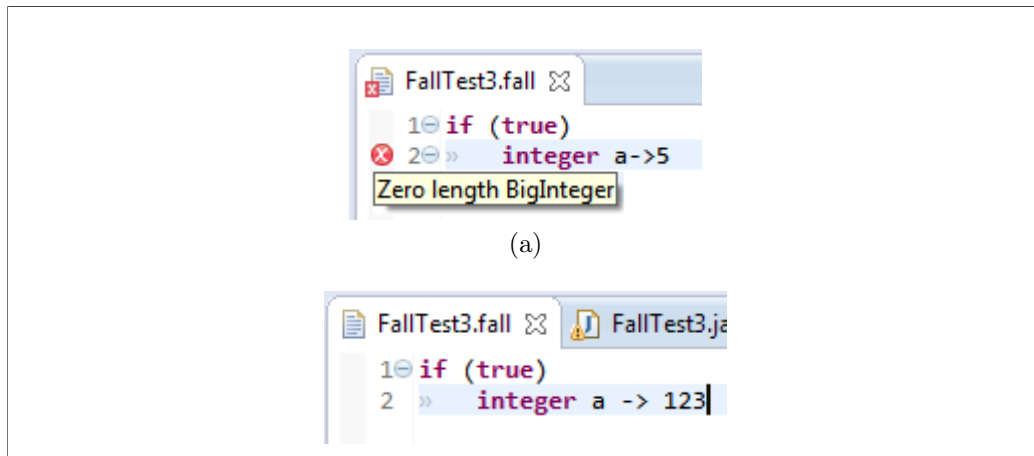 FallTest3.fall
1 if (true)
2 » integer a->5
Zero length BigInteger
(a)
FallTest3.fall FallTest3.ja
1 if (true)
2 » integer a -> 123